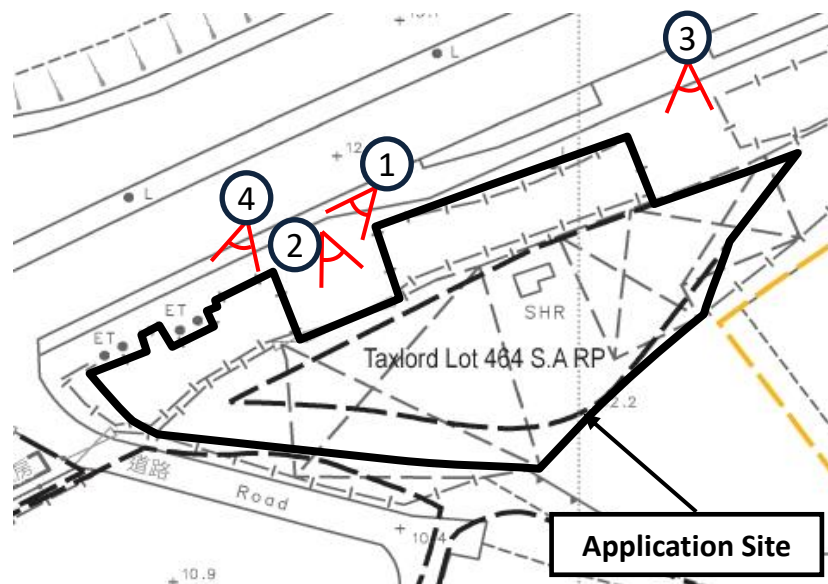 3
L
12
1
L
4
2
ET
ET
SHR
Taxlord Lot 464 S.A RP
2.2
房
道路
Road
10.4
10.9
Application Site